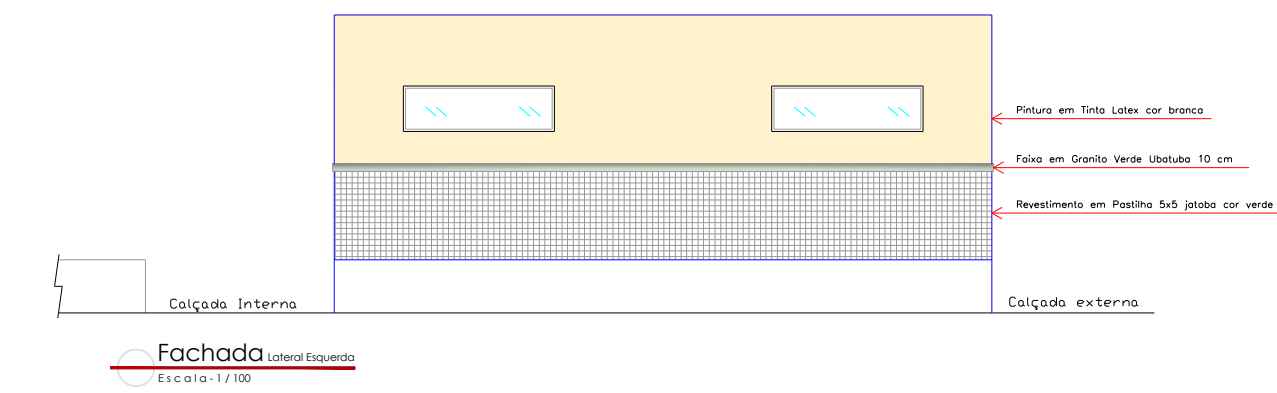 Pintura em Tinta Latex cor branca
Faixa em Granito Verde Ubatuba 10 cm
Revestimento em Pastilha 5x5 jatoba cor verde
Calçada Interna
Calçada externa
Fachada Lateral Esquerda
Escala-1/100